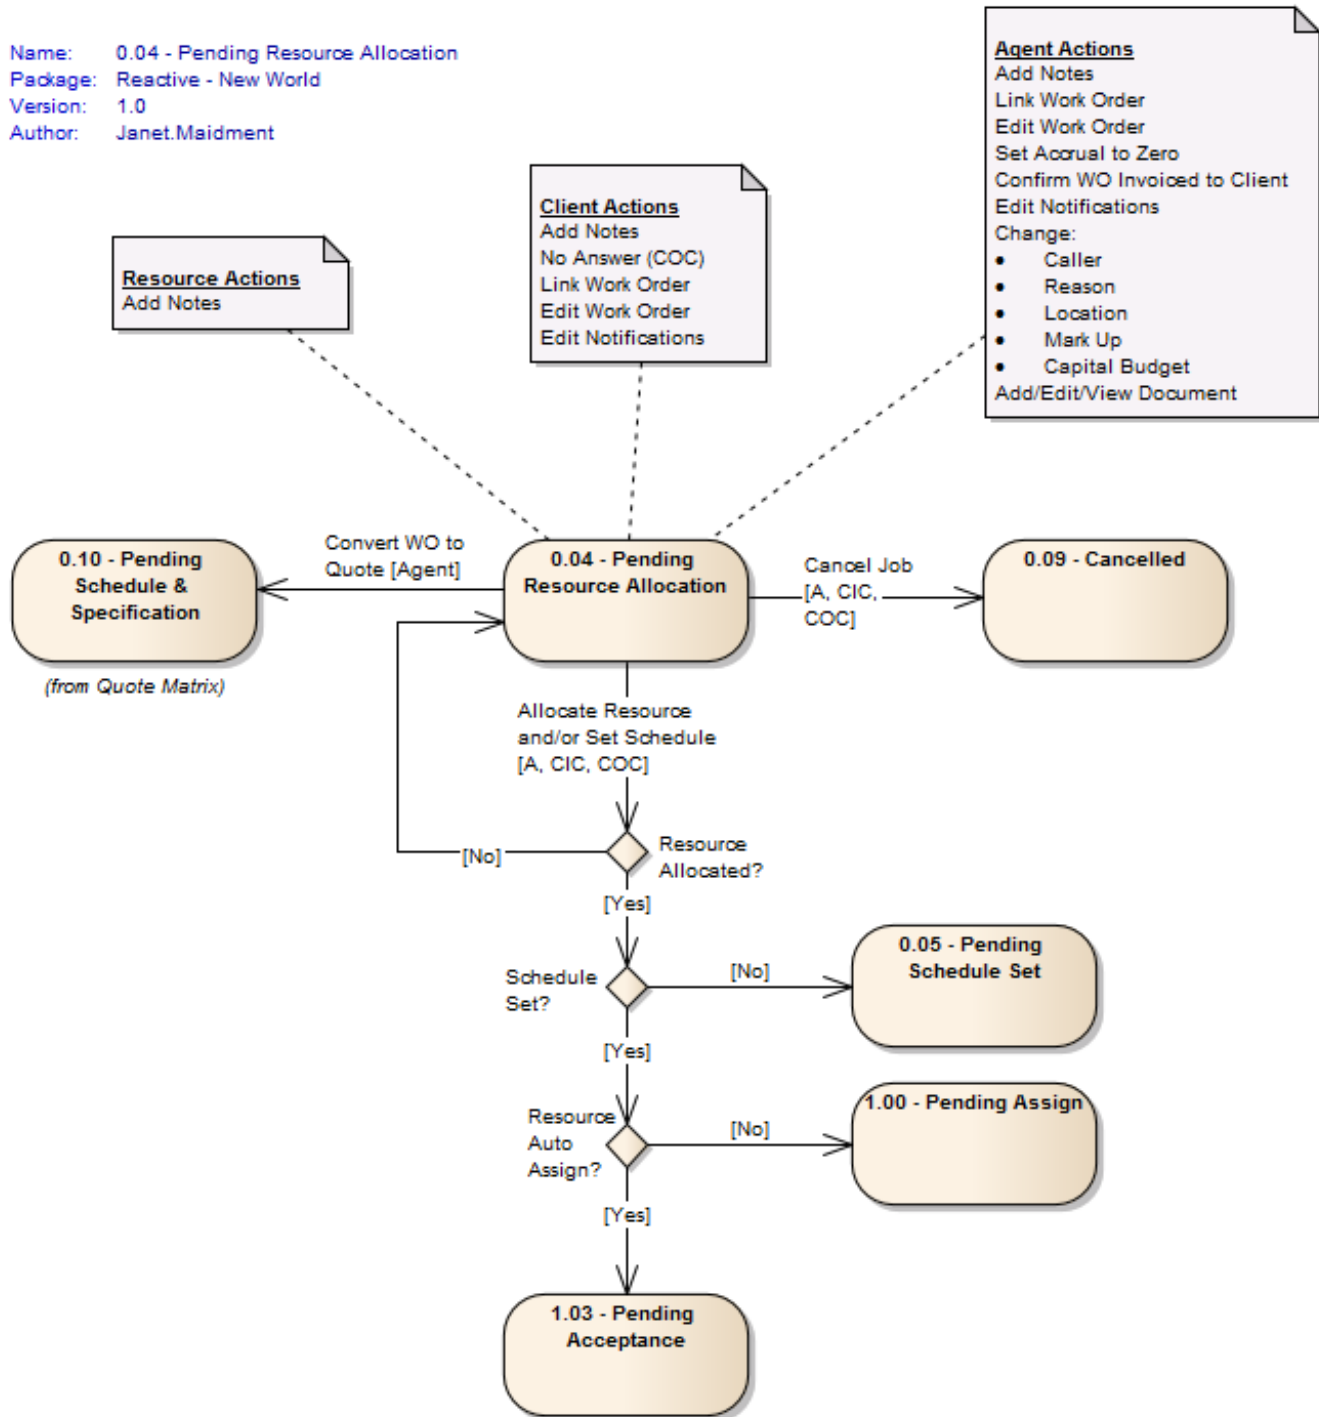 Name: 0.04 - Pending Resource Allocation
Package: Reactive - New World
Version: 1.0
Author: Janet.Maidment
Agent Actions
Add Notes
Link Work Order
Edit Work Order
Set Accrual to Zero
Confirm WO Invoiced to Client
Edit Notifications
Change:
• Caller
• Reason
• Location
• Mark Up
• Capital Budget
Add/Edit/View Document
Client Actions
Add Notes
No Answer (COC)
Link Work Order
Edit Work Order
Edit Notifications
Resource Actions
Add Notes
0.10 - Pending
Schedule &
Specification
(from Quote Matrix)
Convert WO to
Quote [Agent]
0.04 - Pending
Resource Allocation
Cancel Job
[A, CIC,
COC]
0.09 - Cancelled
Allocate Resource
and/or Set Schedule
[A, CIC, COC]
[No]
Resource
Allocated?
[Yes]
Schedule
Set?
[No]
0.05 - Pending
Schedule Set
[Yes]
Resource
Auto
Assign?
[No]
1.00 - Pending Assign
[Yes]
1.03 - Pending
Acceptance